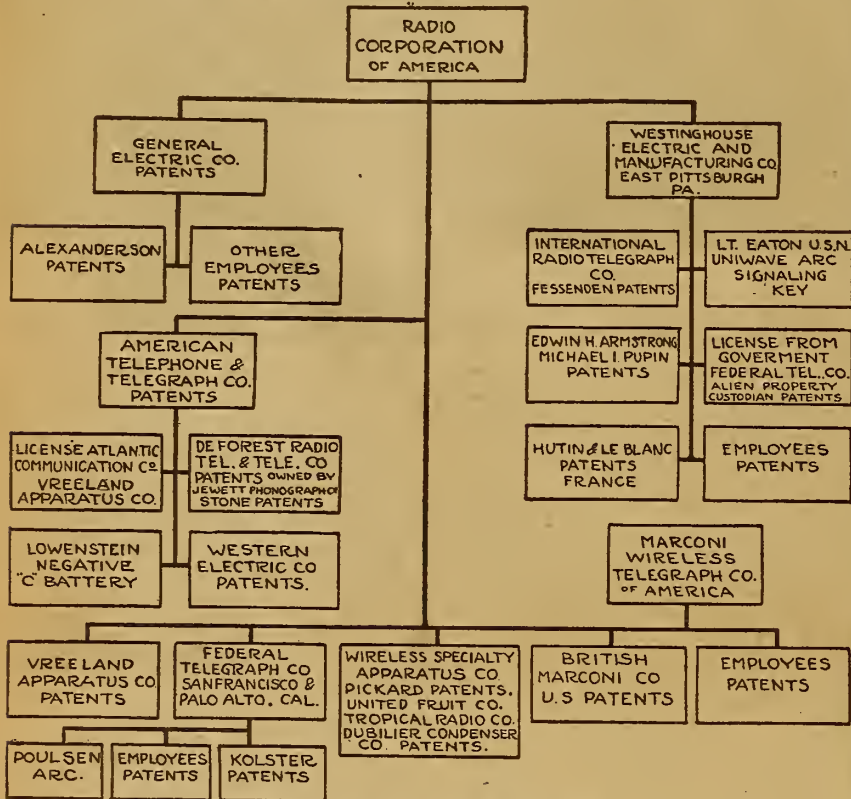 RADIO
CORPORATION
OF AMERICA
GENERAL
ELECTRIC CO.
PATENTS
WESTINGHOUSE
ELECTRIC AND
MANUFACTURING CO
EAST PITTSBURGH
PA.
ALEXANDERSON
PATENTS
OTHER
EMPLOYEES
PATENTS
INTERNATIONAL
RADIO TELEGRAPH
CO.
FESSENDEN PATENTS
LT. EATON U.S.N.
UNIWAVE ARC
SIGNALING
KEY
AMERICAN
TELEPHONE &
TELEGRAPH CO.
PATENTS
EDWIN H. ARMSTRONG
MICHAEL I. PUPIN
PATENTS
LICENSE FROM
GOVERMENT
FEDERAL TEL. CO.
ALIEN PROPERTY
CUSTODIAN PATENTS
LICENSE ATLANTIC
COMMUNICATION CO
VREELAND
APPARATUS CO.
DE FOREST RADIO
TEL. & TELE. CO
PATENTS OWNED BY
JEWETT PHONOGRAPH CO
STONE PATENTS
HUTIN & LE BLANC
PATENTS
FRANCE
EMPLOYEES
PATENTS
LOWENSTEIN
NEGATIVE
"C" BATTERY
WESTERN
ELECTRIC CO
PATENTS.
MARCONI
WIRELESS
TELEGRAPH CO.
OF AMERICA
VREELAND
APPARATUS CO.
PATENTS
FEDERAL
TELEGRAPH CO
SANFRANCISCO &
PALO ALTO. CAL.
WIRELESS SPECIALTY
APPARATUS CO.
PICKARD PATENTS.
UNITED FRUIT CO.
TROPICAL RADIO CO.
DUBILIER CONDENSER
CO. PATENTS.
BRITISH
MARCONI CO
U.S PATENTS
EMPLOYEES
PATENTS
POULSEN
ARC.
EMPLOYEES
PATENTS
KOLSTER
PATENTS